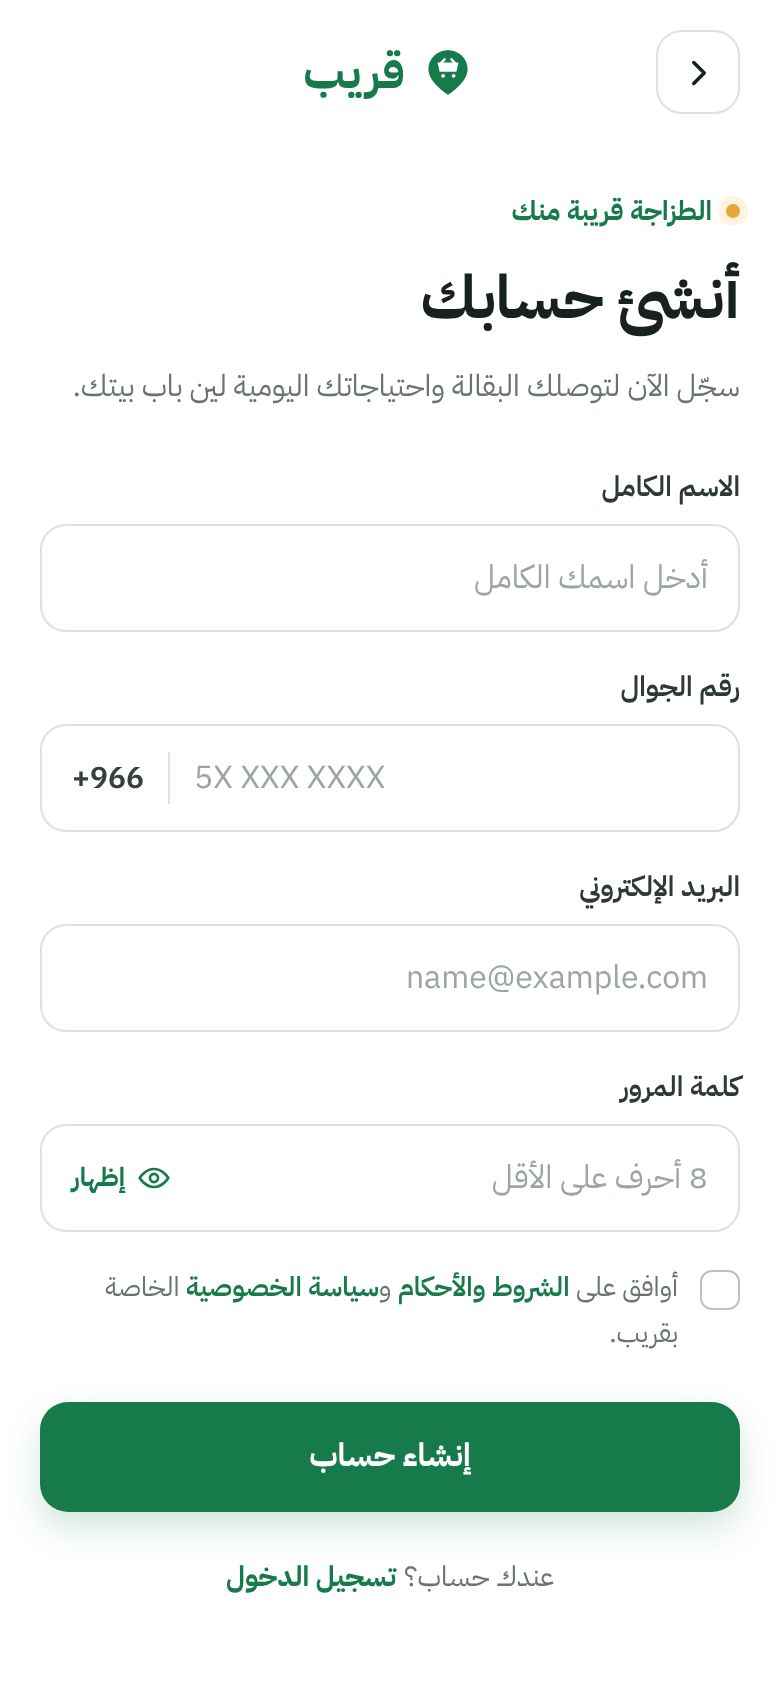 قريب
الطزاجة قريبة منك
أنشئ حسابك
سجّل الآن لتوصلك البقالة واحتياجاتك اليومية لين باب بيتك.
الاسم الكامل
أدخل اسمك الكامل
رقم الجوال
+966 5X XXX XXXX
البريد الإلكتروني
name@example.com
كلمة المرور
8 أحرف على الأقل إظهار
أوافق على الشروط والأحكام وسياسة الخصوصية الخاصة
بقريب.
إنشاء حساب
عندك حساب؟ تسجيل الدخول